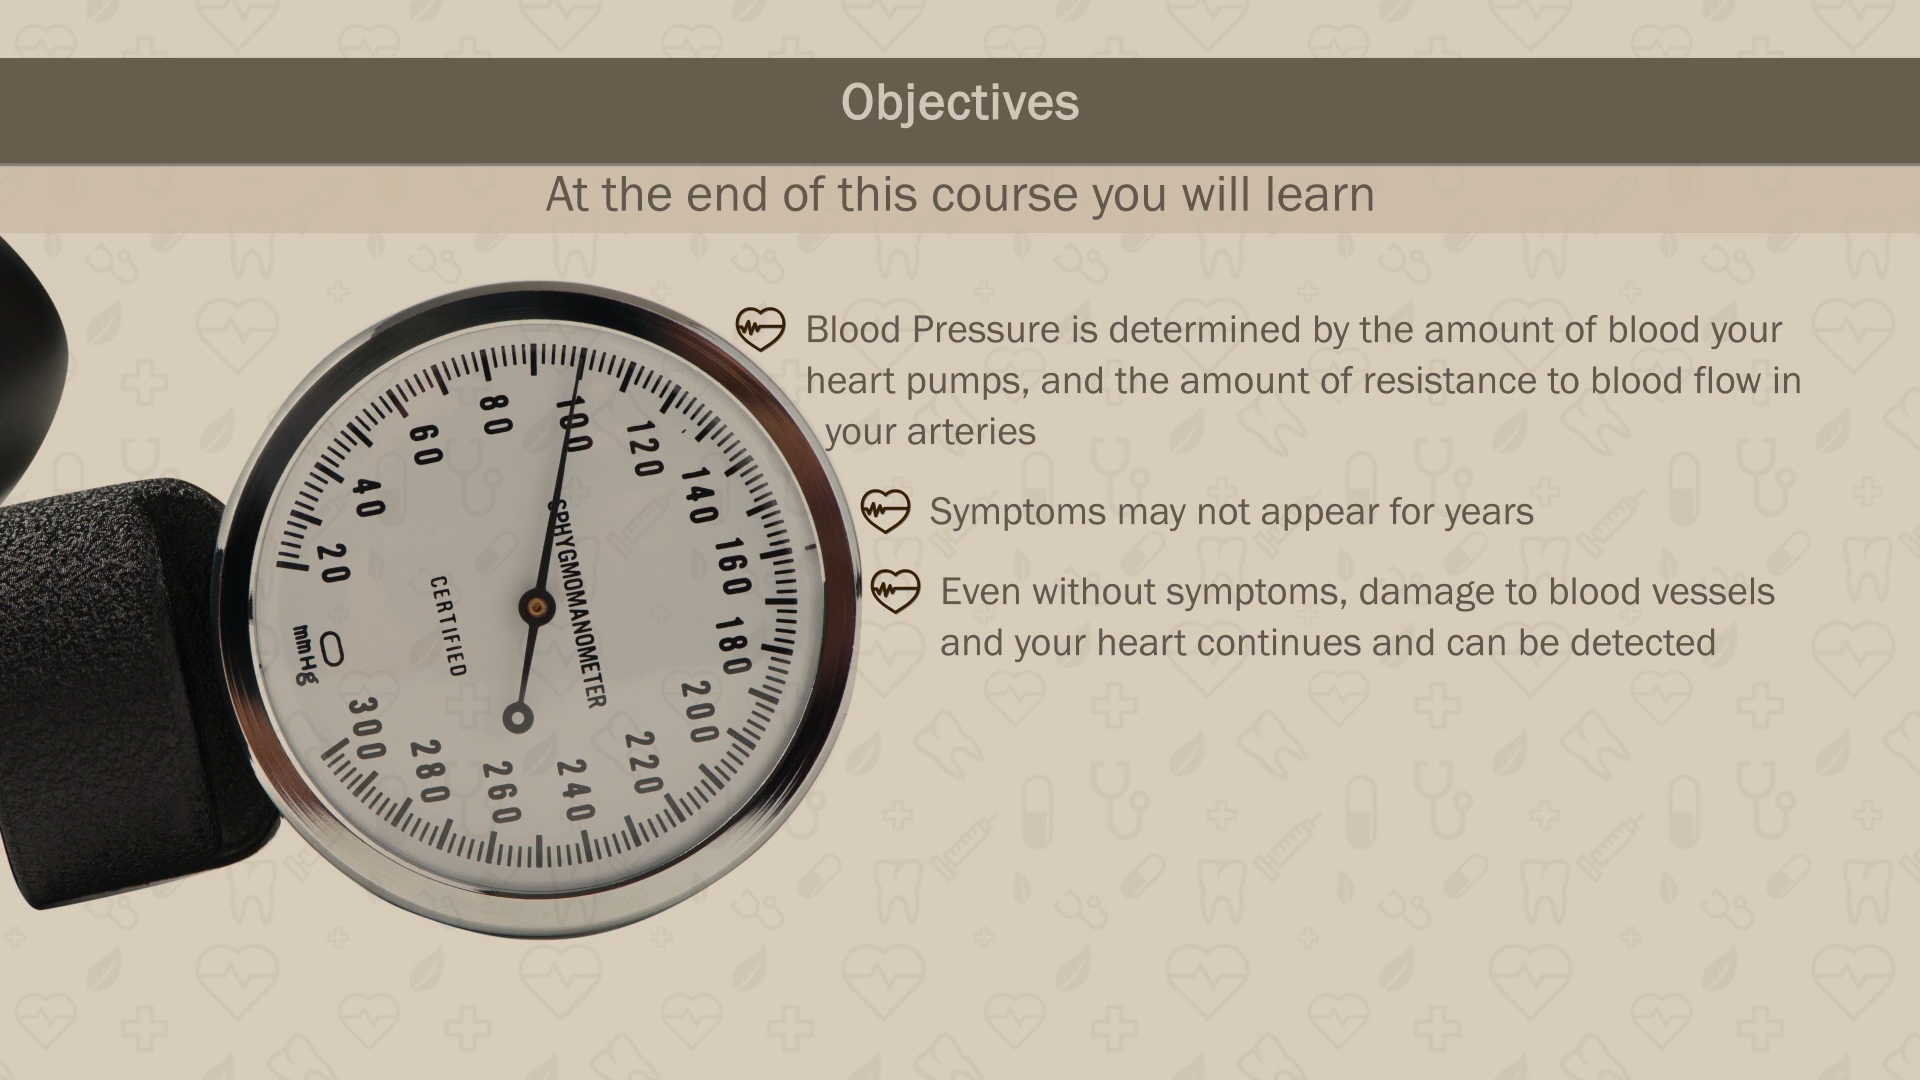 Objectives
At the end of this course you will learn
Blood Pressure is determined by the amount of blood your
heart pumps, and the amount of resistance to blood flow in
your arteries
Symptoms may not appear for years
Even without symptoms, damage to blood vessels
and your heart continues and can be detected
0
20
40
60
80
100
120
140
160
180
200
220
240
260
280
300
mmHg
CERTIFIED
SPHYGMOMANOMETER